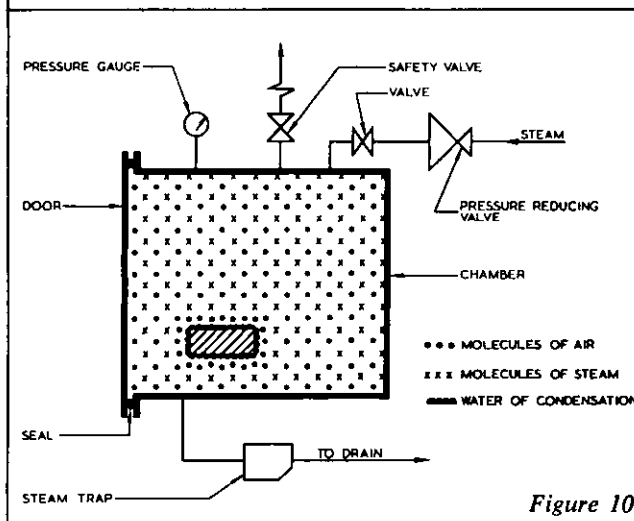 PRESSURE GAUGE
SAFETY VALVE
VALVE
STEAM
DOOR
PRESSURE REDUCING
VALVE
CHAMBER
MOLECULES OF AIR
xxx MOLECULES OF STEAM
WATER OF CONDENSATION
SEAL
TO DRAIN
STEAM TRAP
Figure 10